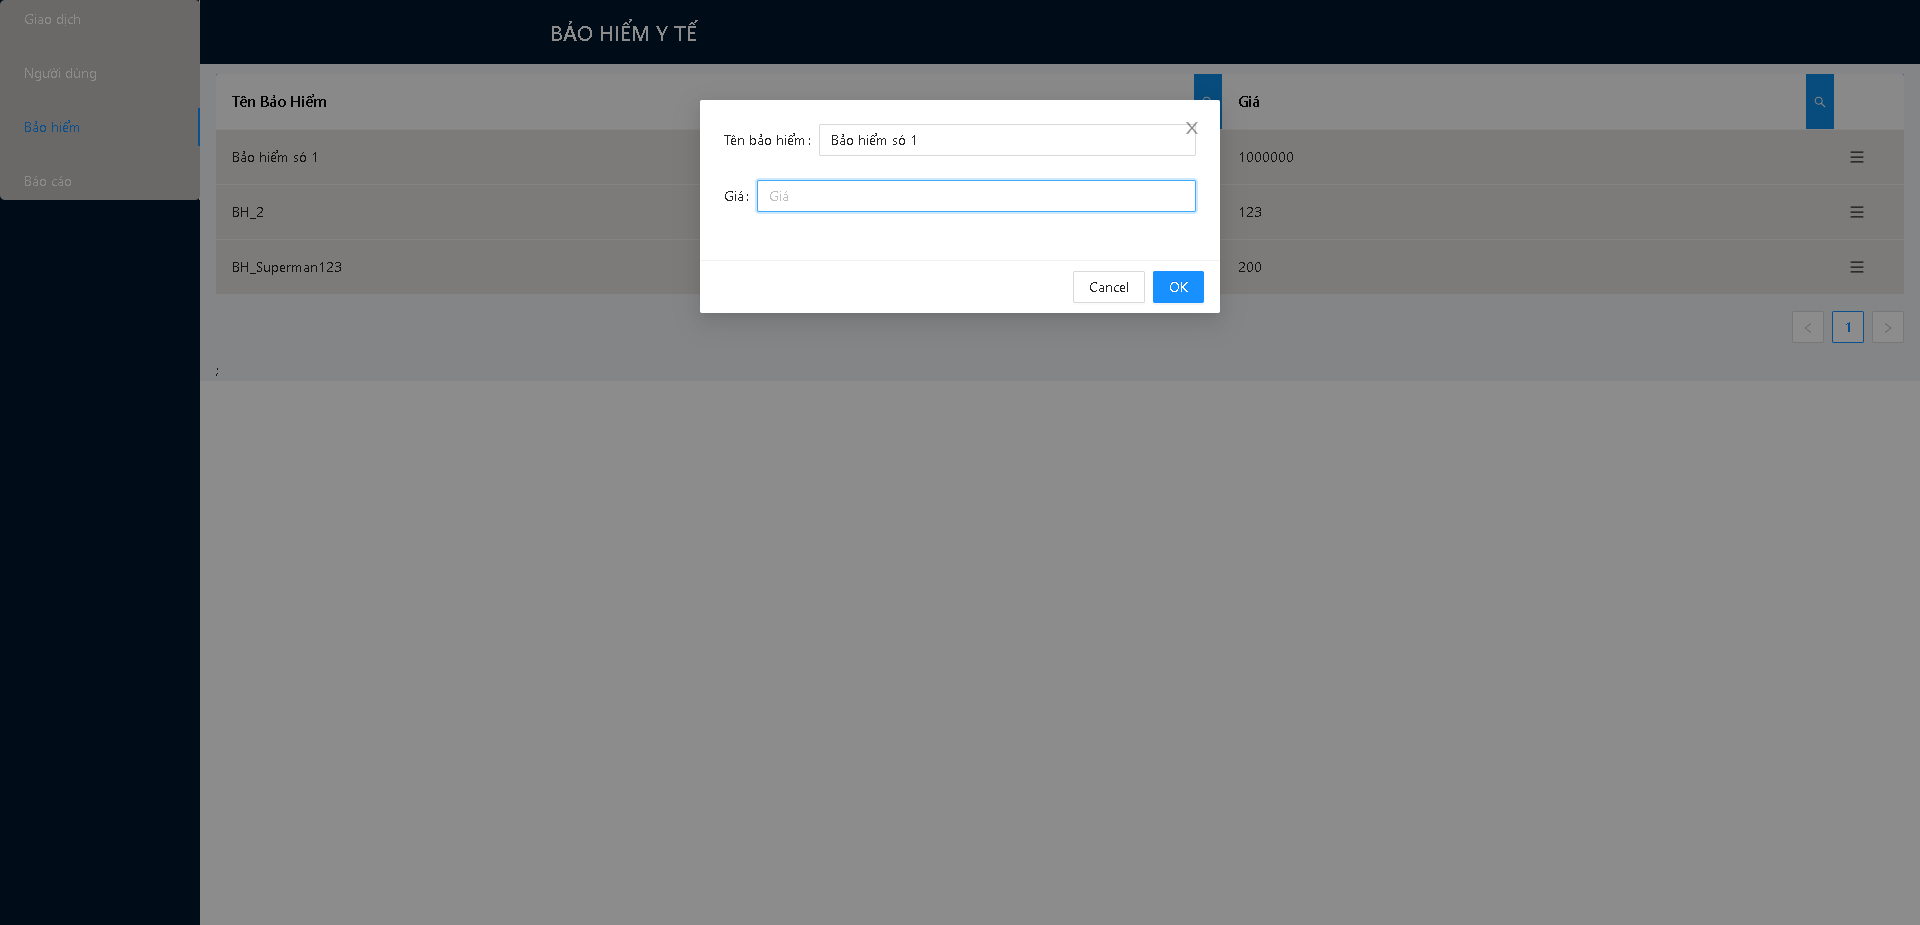 Giao dịch
Người dùng
Bảo hiểm
Báo cáo
BẢO HIỂM Y TẾ
Tên Bảo Hiểm
Giá
Bảo hiểm só 1
1000000
BH_2
123
BH_Superman123
200
1
;
Tên bảo hiểm:
Bảo hiểm só 1
Giá:
Giá
Cancel
OK